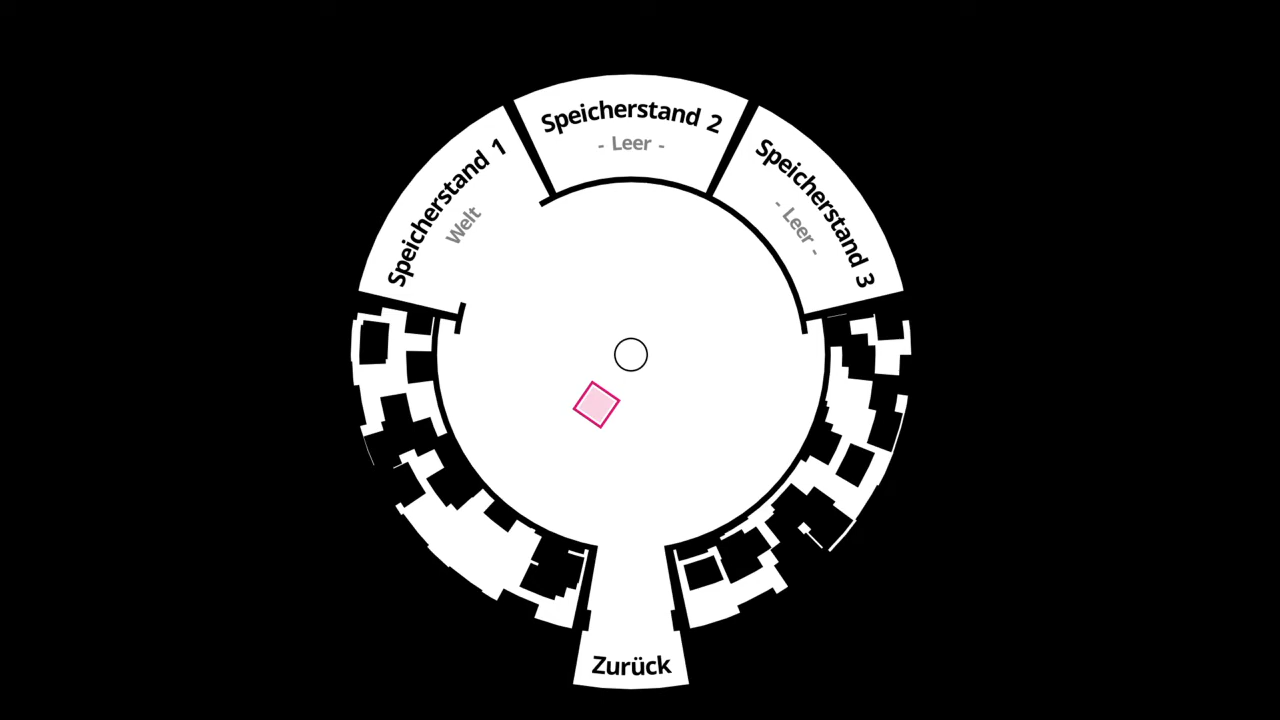 Speicherstand 1
Welt
Speicherstand 2
- Leer -
Speicherstand 3
- Leer -
Zurück